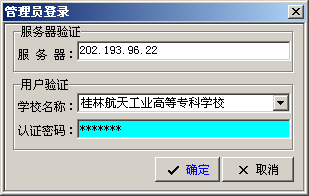 管理员登录
服务器验证
服 务 器：202.193.96.22
用户验证
学校名称：桂林航天工业高等专科学校
认证密码：*******
确定 取消